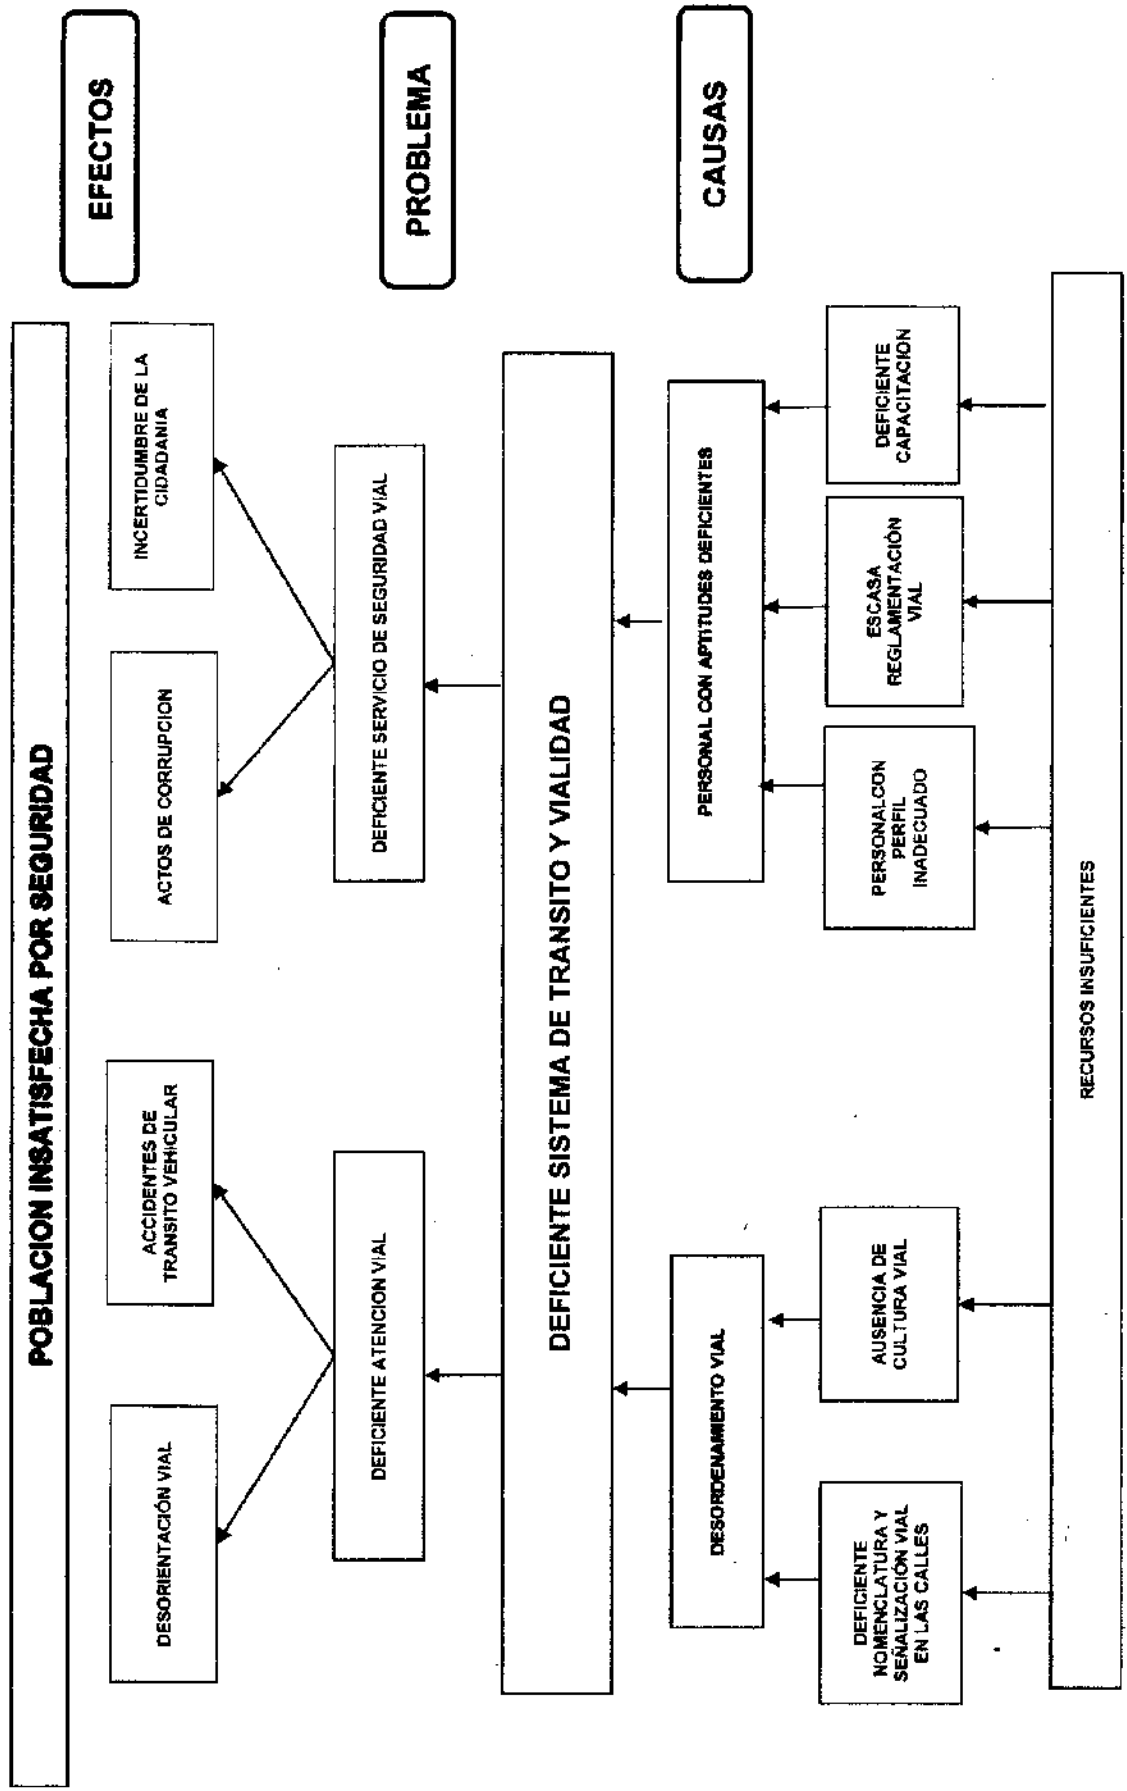 POBLACION INSATISFECHA POR SEGURIDAD
EFECTOS
DESORIENTACIÓN VIAL
ACCIDENTES DE
TRANSITO VEHICULAR
ACTOS DE CORRUPCION
INCERTIDUMBRE DE LA
CIDADANIA
DEFICIENTE ATENCION VIAL
DEFICIENTE SERVICIO DE SEGURIDAD VIAL
PROBLEMA
DEFICIENTE SISTEMA DE TRANSITO Y VIALIDAD
DESORDENAMIENTO VIAL
PERSONAL CON APTITUDES DEFICIENTES
CAUSAS
DEFICIENTE
NOMENCLATURA Y
SEÑALIZACIÓN VIAL
EN LAS CALLES
AUSENCIA DE
CULTURA VIAL
PERSONAL CON
PERFIL
INADECUADO
ESCASA
REGLAMENTACIÓN
VIAL
DEFICIENTE
CAPACITACION
RECURSOS INSUFICIENTES